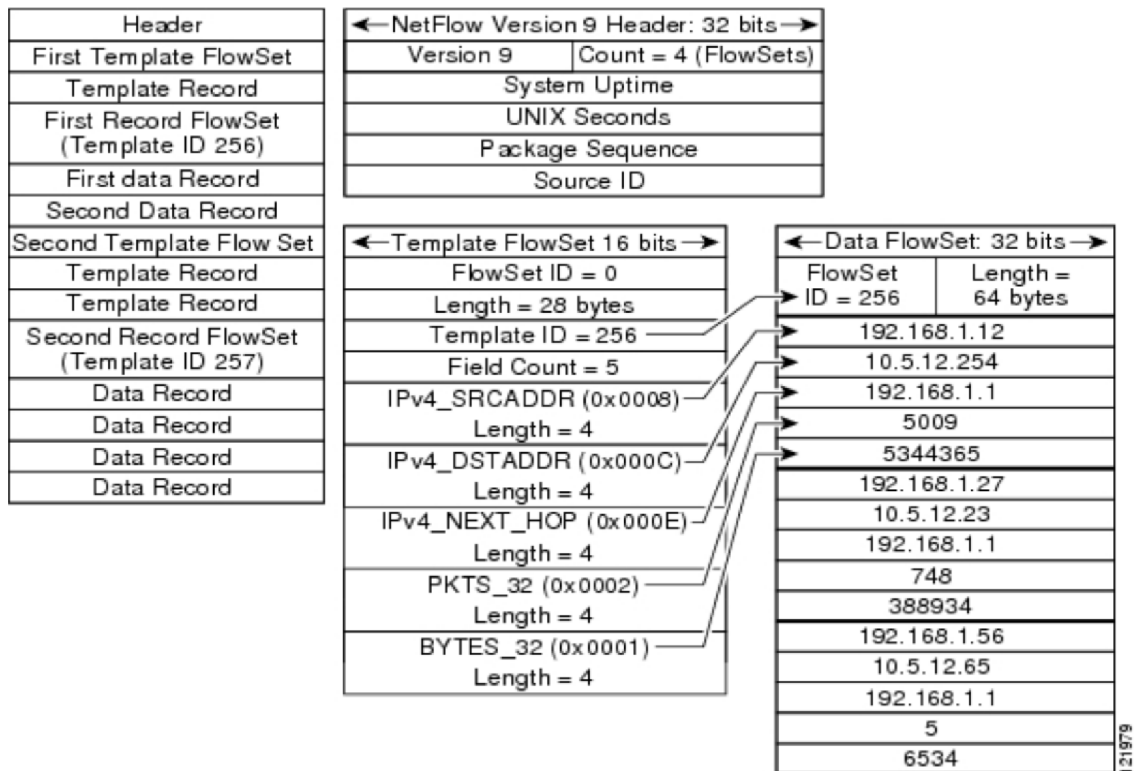 Header
First Template FlowSet
Template Record
First Record FlowSet
(Template ID 256)
First data Record
Second Data Record
Second Template Flow Set
Template Record
Template Record
Second Record FlowSet
(Template ID 257)
Data Record
Data Record
Data Record
Data Record
NetFlow Version 9 Header: 32 bits
Version 9
Count = 4 (FlowSets)
System Uptime
UNIX Seconds
Package Sequence
Source ID
Template FlowSet 16 bits
FlowSet ID = 0
Length = 28 bytes
Template ID = 256
Field Count = 5
IPv4_SRCADDR (0x0008)
Length = 4
IPv4_DSTADDR (0x000C)
Length = 4
IPv4_NEXT_HOP (0x000E)
Length = 4
PKTS_32 (0x0002)
Length = 4
BYTES_32 (0x0001)
Length = 4
Data FlowSet: 32 bits
FlowSet
ID = 256
Length =
64 bytes
192.168.1.12
10.5.12.254
192.168.1.1
5009
5344365
192.168.1.27
10.5.12.23
192.168.1.1
748
388934
192.168.1.56
10.5.12.65
192.168.1.1
5
6534
121979